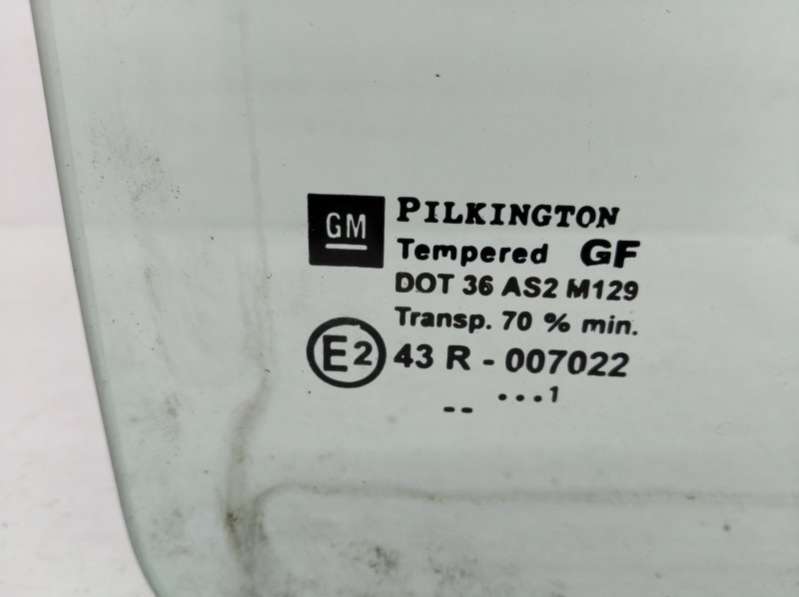 GM PILKINGTON
Tempered GF
DOT 36 AS2 M129
Transp. 70 % min.
E2 43 R - 007022
-- ...1